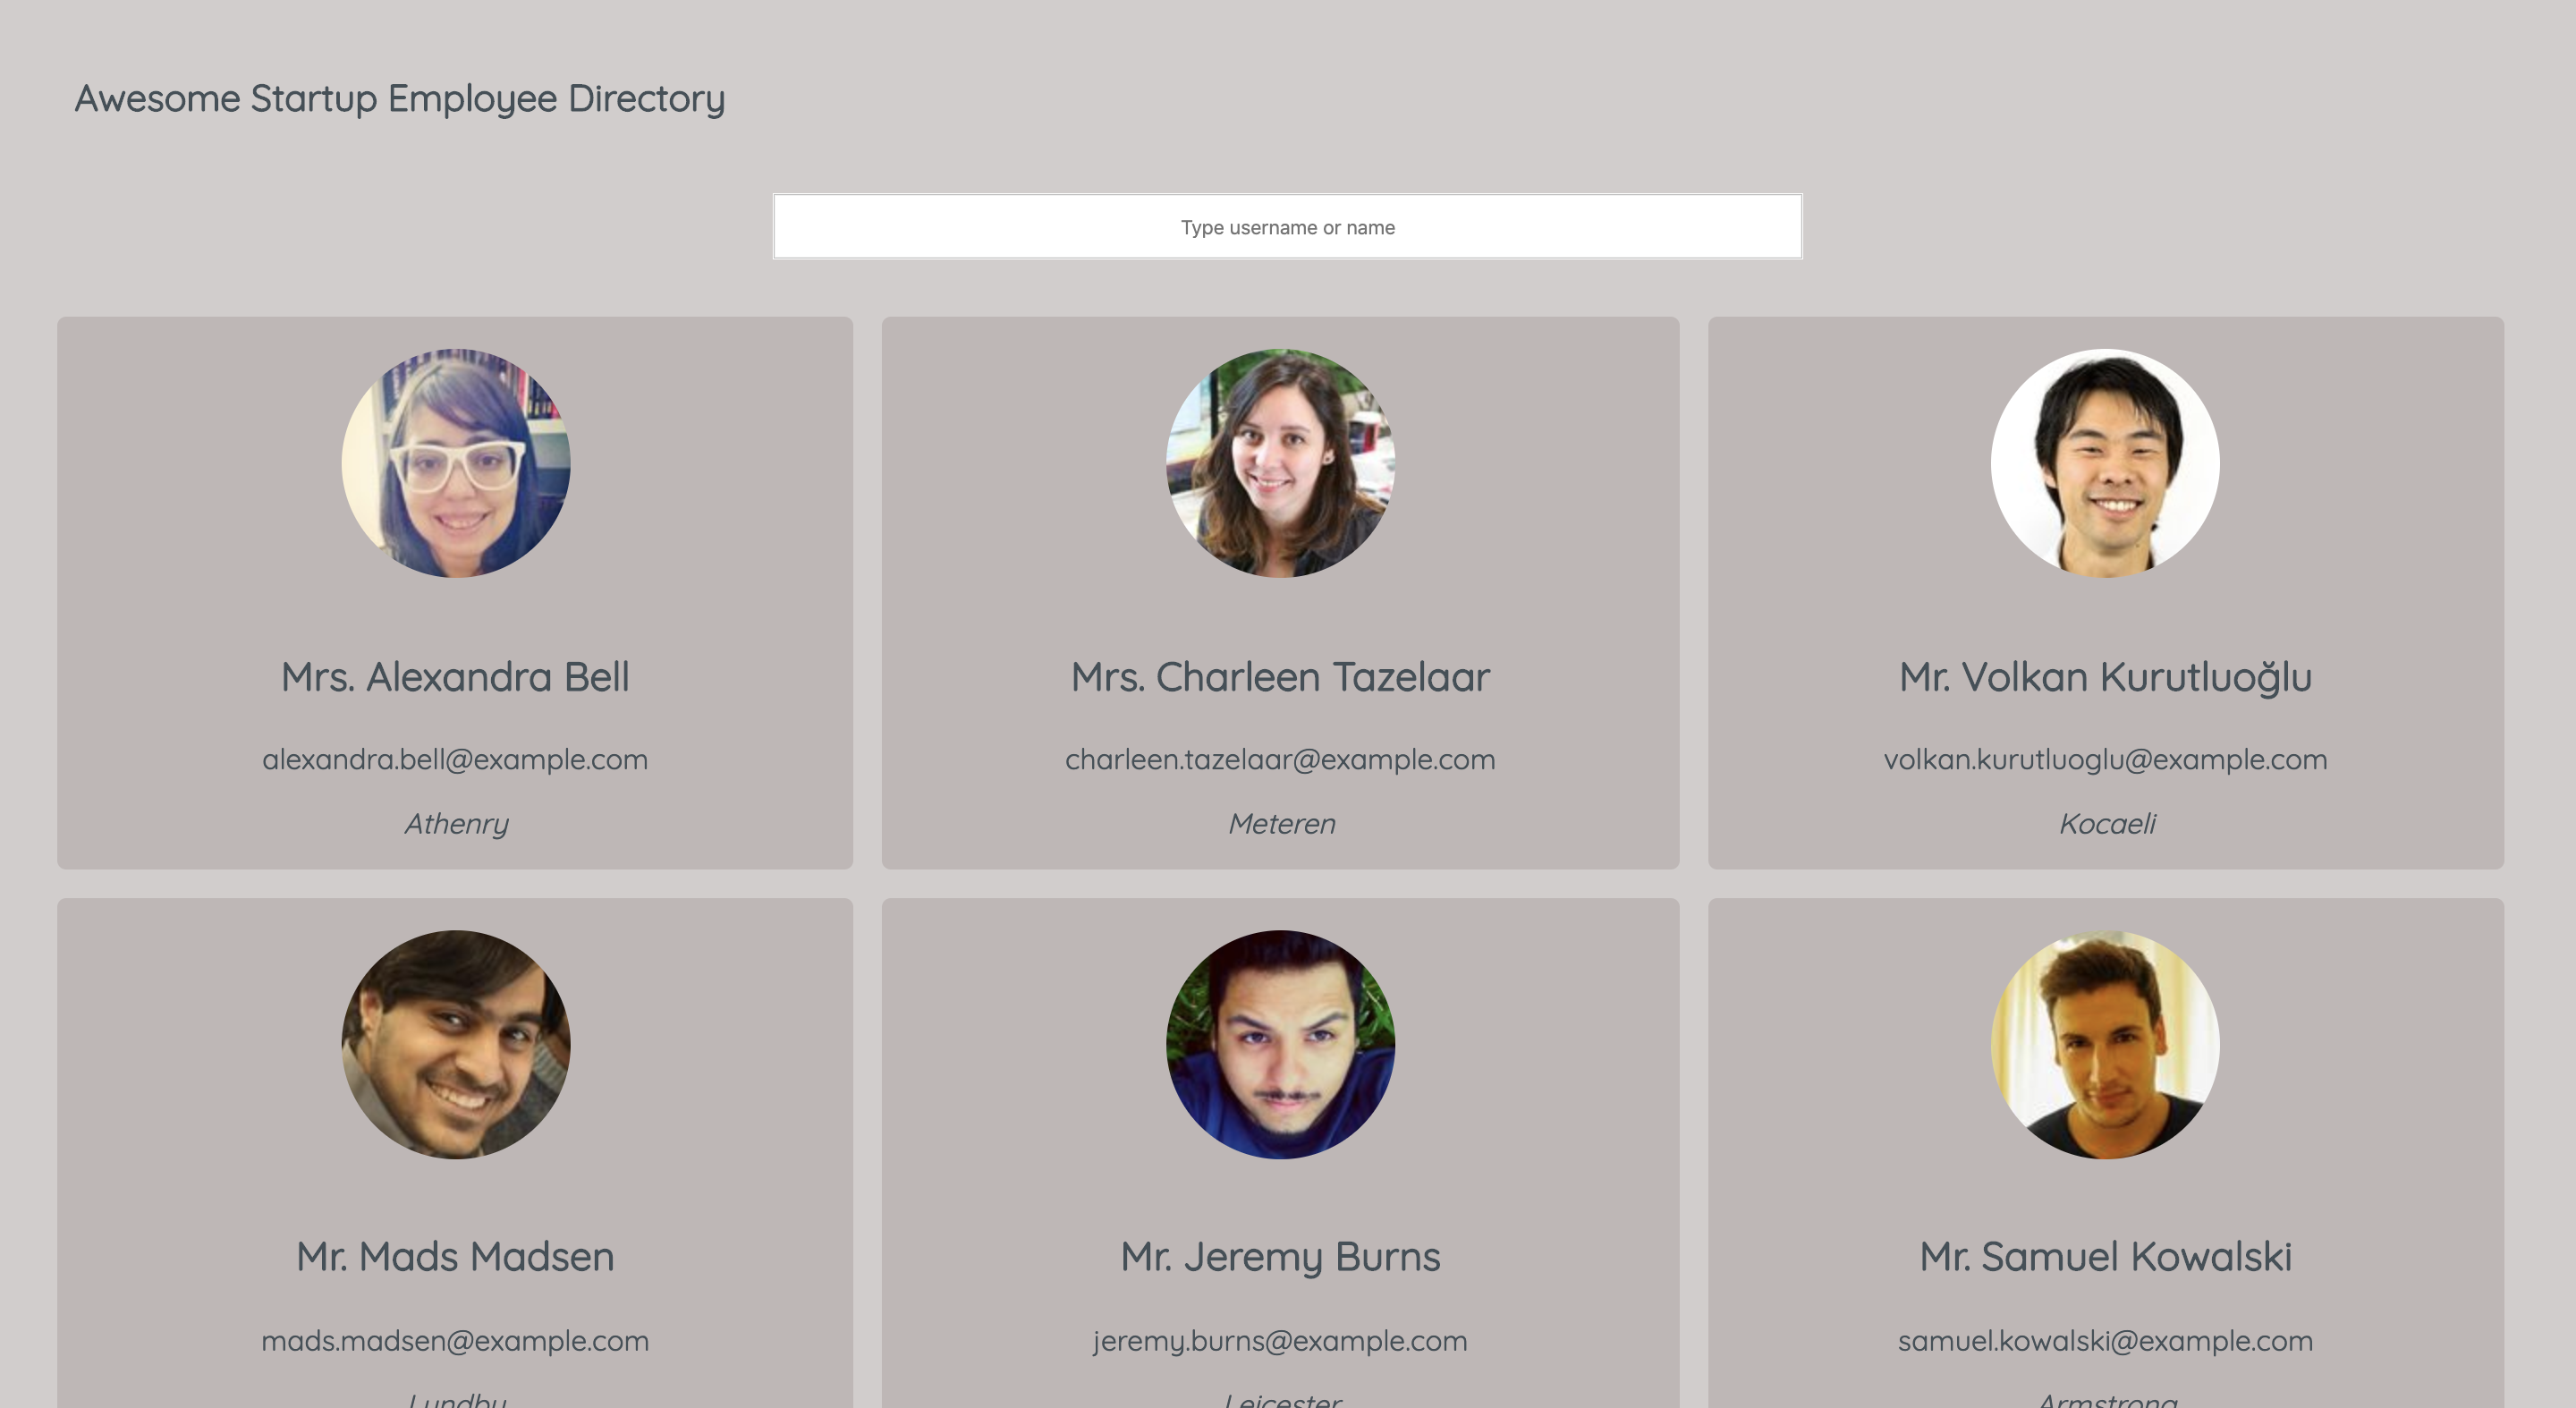 Awesome Startup Employee Directory
Type username or name
Mrs. Alexandra Bell
alexandra.bell@example.com
Athenry
Mrs. Charleen Tazelaar
charleen.tazelaar@example.com
Meteren
Mr. Volkan Kurutluoğlu
volkan.kurutluoglu@example.com
Kocaeli
Mr. Mads Madsen
mads.madsen@example.com
Lyndby
Mr. Jeremy Burns
jeremy.burns@example.com
Leicester
Mr. Samuel Kowalski
samuel.kowalski@example.com
Armstrong